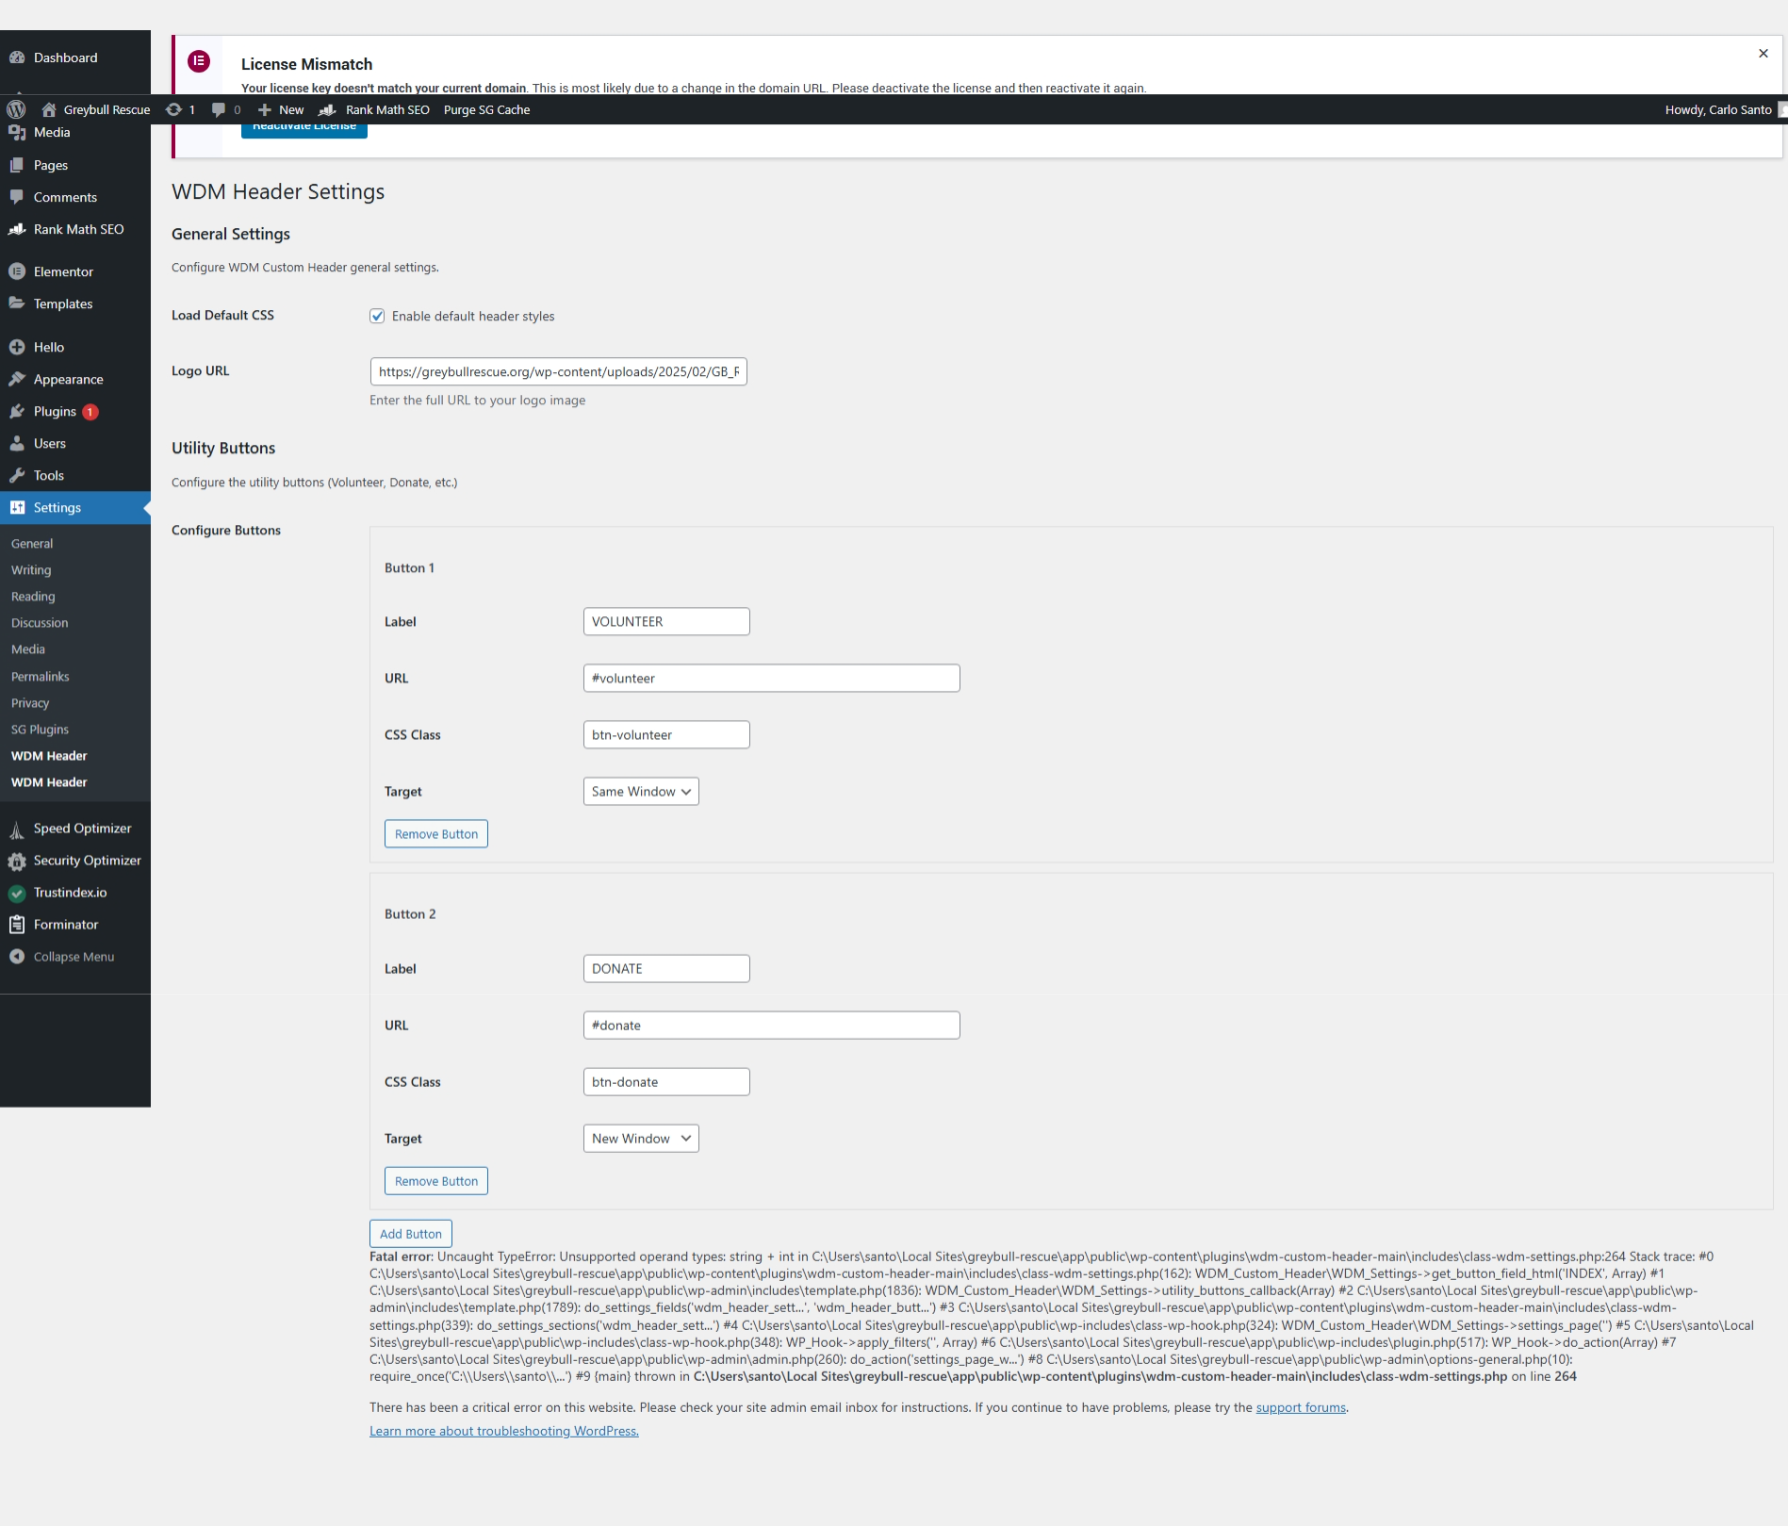 Dashboard
License Mismatch
Your license key doesn't match your current domain. This is most likely due to a change in the domain URL. Please deactivate the license and then reactivate it again.
Greybull Rescue 1 0 New Rank Math SEO Purge SG Cache Howdy, Carlo Santo
Reactivate License
Media
Pages
Comments
Rank Math SEO
Elementor
Templates
Hello
Appearance
Plugins 1
Users
Tools
Settings
General
Writing
Reading
Discussion
Media
Permalinks
Privacy
SG Plugins
WDM Header
WDM Header
Speed Optimizer
Security Optimizer
Trustindex.io
Forminator
Collapse Menu
WDM Header Settings
General Settings
Configure WDM Custom Header general settings.
Load Default CSS Enable default header styles
Logo URL https://greybullrescue.org/wp-content/uploads/2025/02/GB_R
Enter the full URL to your logo image
Utility Buttons
Configure the utility buttons (Volunteer, Donate, etc.)
Configure Buttons
Button 1
Label VOLUNTEER
URL #volunteer
CSS Class btn-volunteer
Target Same Window
Remove Button
Button 2
Label DONATE
URL #donate
CSS Class btn-donate
Target New Window
Remove Button
Add Button
Fatal error: Uncaught TypeError: Unsupported operand types: string + int in C:\Users\santo\Local Sites\greybull-rescue\app\public\wp-content\plugins\wdm-custom-header-main\includes\class-wdm-settings.php:264 Stack trace: #0
C:\Users\santo\Local Sites\greybull-rescue\app\public\wp-content\plugins\wdm-custom-header-main\includes\class-wdm-settings.php(162): WDM_Custom_Header\WDM_Settings->get_button_field_html('INDEX', Array) #1
C:\Users\santo\Local Sites\greybull-rescue\app\public\wp-admin\includes\template.php(1836): WDM_Custom_Header\WDM_Settings->utility_buttons_callback(Array) #2 C:\Users\santo\Local Sites\greybull-rescue\app\public\wp-
admin\includes\template.php(1789): do_settings_fields('wdm_header_sett...', 'wdm_header_butt...') #3 C:\Users\santo\Local Sites\greybull-rescue\app\public\wp-content\plugins\wdm-custom-header-main\includes\class-wdm-
settings.php(339): do_settings_sections('wdm_header_sett...') #4 C:\Users\santo\Local Sites\greybull-rescue\app\public\wp-includes\class-wp-hook.php(324): WDM_Custom_Header\WDM_Settings->settings_page('') #5 C:\Users\santo\Local
Sites\greybull-rescue\app\public\wp-includes\class-wp-hook.php(348): WP_Hook->apply_filters('', Array) #6 C:\Users\santo\Local Sites\greybull-rescue\app\public\wp-includes\plugin.php(517): WP_Hook->do_action(Array) #7
C:\Users\santo\Local Sites\greybull-rescue\app\public\wp-admin\admin.php(260): do_action('settings_page_w...') #8 C:\Users\santo\Local Sites\greybull-rescue\app\public\wp-admin\options-general.php(10):
require_once('C:\\Users\\santo\\...') #9 {main} thrown in C:\Users\santo\Local Sites\greybull-rescue\app\public\wp-content\plugins\wdm-custom-header-main\includes\class-wdm-settings.php on line 264
There has been a critical error on this website. Please check your site admin email inbox for instructions. If you continue to have problems, please try the support forums.
Learn more about troubleshooting WordPress.